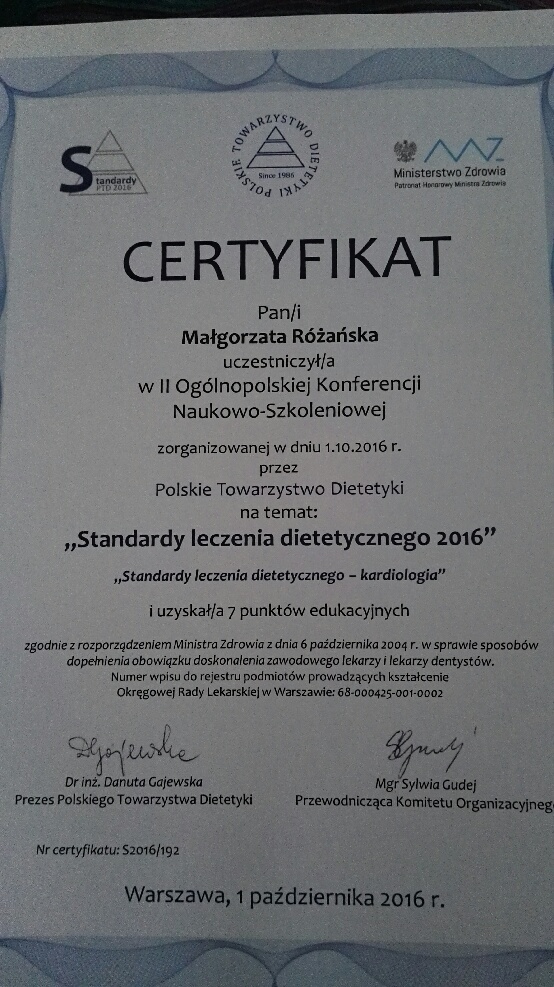 Standardy
PTD 2016
POLSKIE TOWARZYSTWO DIETETYKI
Since 1986
Ministerstwo Zdrowia
Patronat Honorowy Ministra Zdrowia
CERTYFIKAT
Pan/i
Małgorzata Różańska
uczestniczył/a
w II Ogólnopolskiej Konferencji
Naukowo-Szkoleniowej
zorganizowanej w dniu 1.10.2016 r.
przez
Polskie Towarzystwo Dietetyki
na temat:
„Standardy leczenia dietetycznego 2016”
„Standardy leczenia dietetycznego – kardiologia”
i uzyskał/a 7 punktów edukacyjnych
zgodnie z rozporządzeniem Ministra Zdrowia z dnia 6 października 2004 r. w sprawie sposobów
dopełnienia obowiązku doskonalenia zawodowego lekarzy i lekarzy dentystów.
Numer wpisu do rejestru podmiotów prowadzących kształcenie
Okręgowej Rady Lekarskiej w Warszawie: 68-000425-001-0002
DGajewska
Dr inż. Danuta Gajewska
Prezes Polskiego Towarzystwa Dietetyki
Mgr Sylwia Gudej
Przewodnicząca Komitetu Organizacyjneg
Nr certyfikatu: S2016/192
Warszawa, 1 października 2016 r.